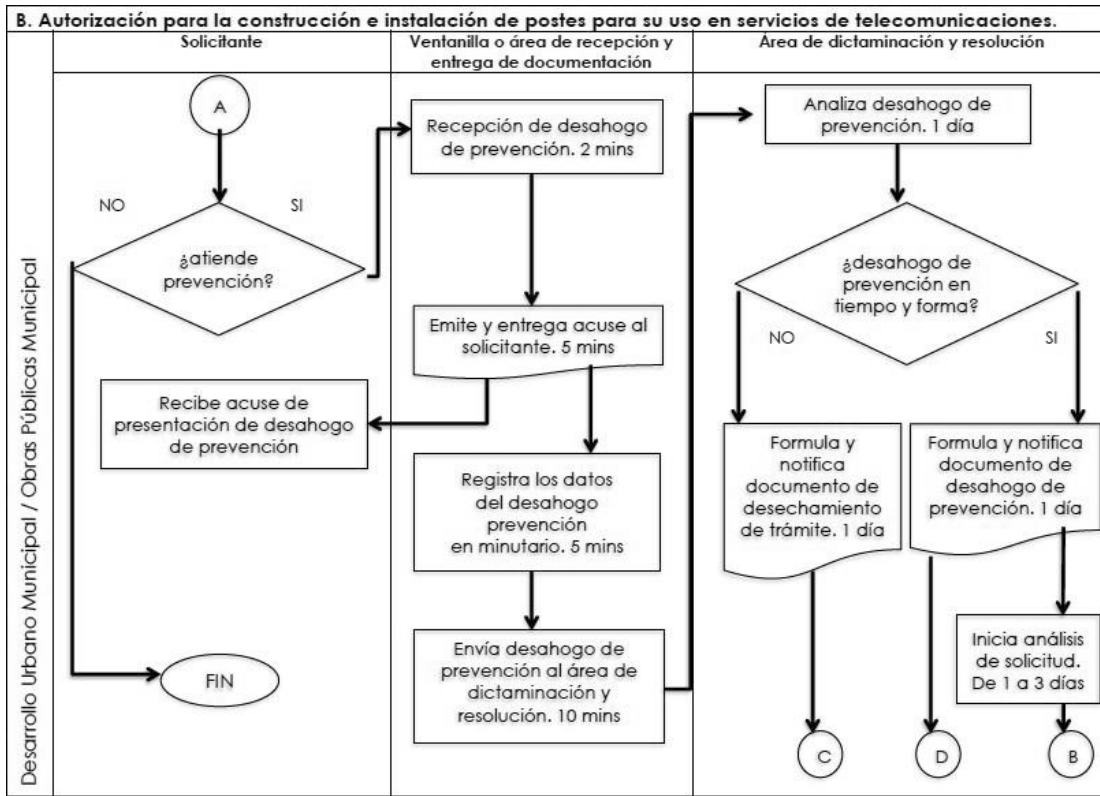 B. Autorización para la construcción e instalación de postes para su uso en servicios de telecomunicaciones.
Desarrollo Urbano Municipal / Obras Públicas Municipal
Solicitante
Ventanilla o área de recepción y
entrega de documentación
Área de dictaminación y resolución
A
NO
SI
¿atiende
prevención?
Recibe acuse de
presentación de desahogo
de prevención
FIN
Recepción de desahogo
de prevención. 2 mins
Emite y entrega acuse al
solicitante. 5 mins
Registra los datos
del desahogo
prevención
en minutario. 5 mins
Envía desahogo de
prevención al área de
dictaminación y
resolución. 10 mins
Analiza desahogo de
prevención. 1 día
¿desahogo de
prevención en
tiempo y forma?
NO
SI
Formula y
notifica
documento de
desechamiento
de trámite. 1 día
Formula y notifica
documento de
desahogo de
prevención. 1 día
Inicia análisis
de solicitud.
De 1 a 3 días
C
D
B